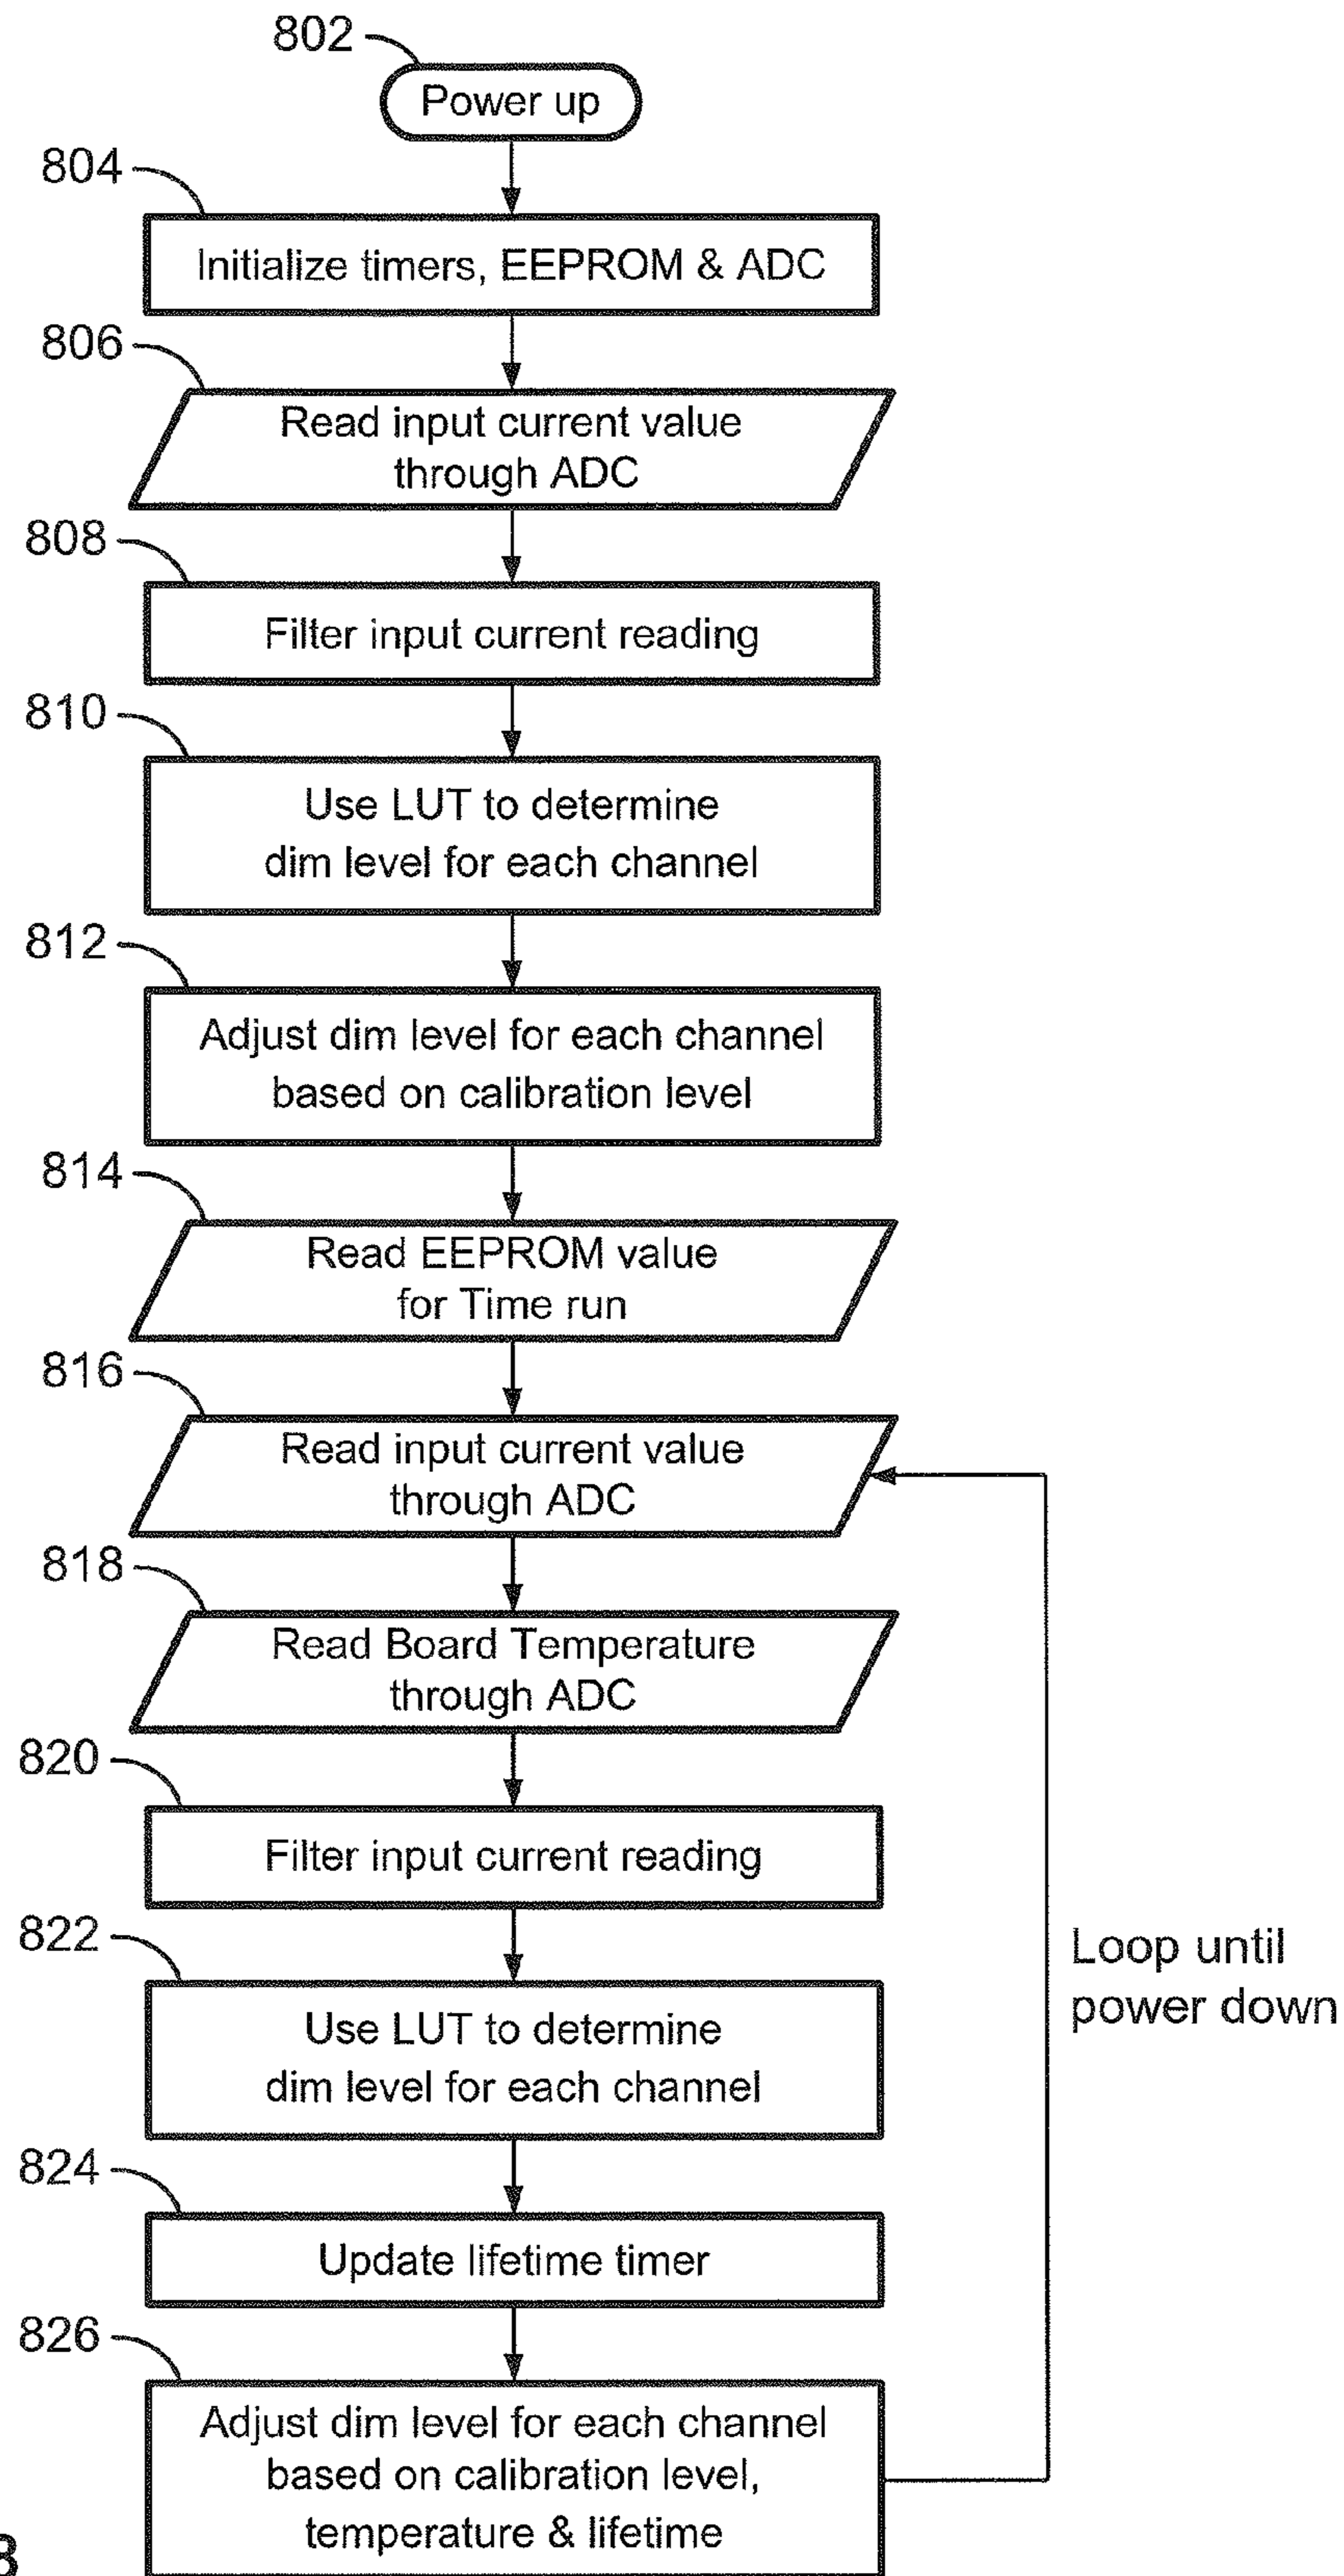 802
Power up
804
Initialize timers, EEPROM & ADC
806
Read input current value
through ADC
808
Filter input current reading
810
Use LUT to determine
dim level for each channel
812
Adjust dim level for each channel
based on calibration level
814
Read EEPROM value
for Time run
816
Read input current value
through ADC
818
Read Board Temperature
through ADC
820
Filter input current reading
822
Use LUT to determine
dim level for each channel
Loop until
power down
824
Update lifetime timer
826
Adjust dim level for each channel
based on calibration level,
temperature & lifetime